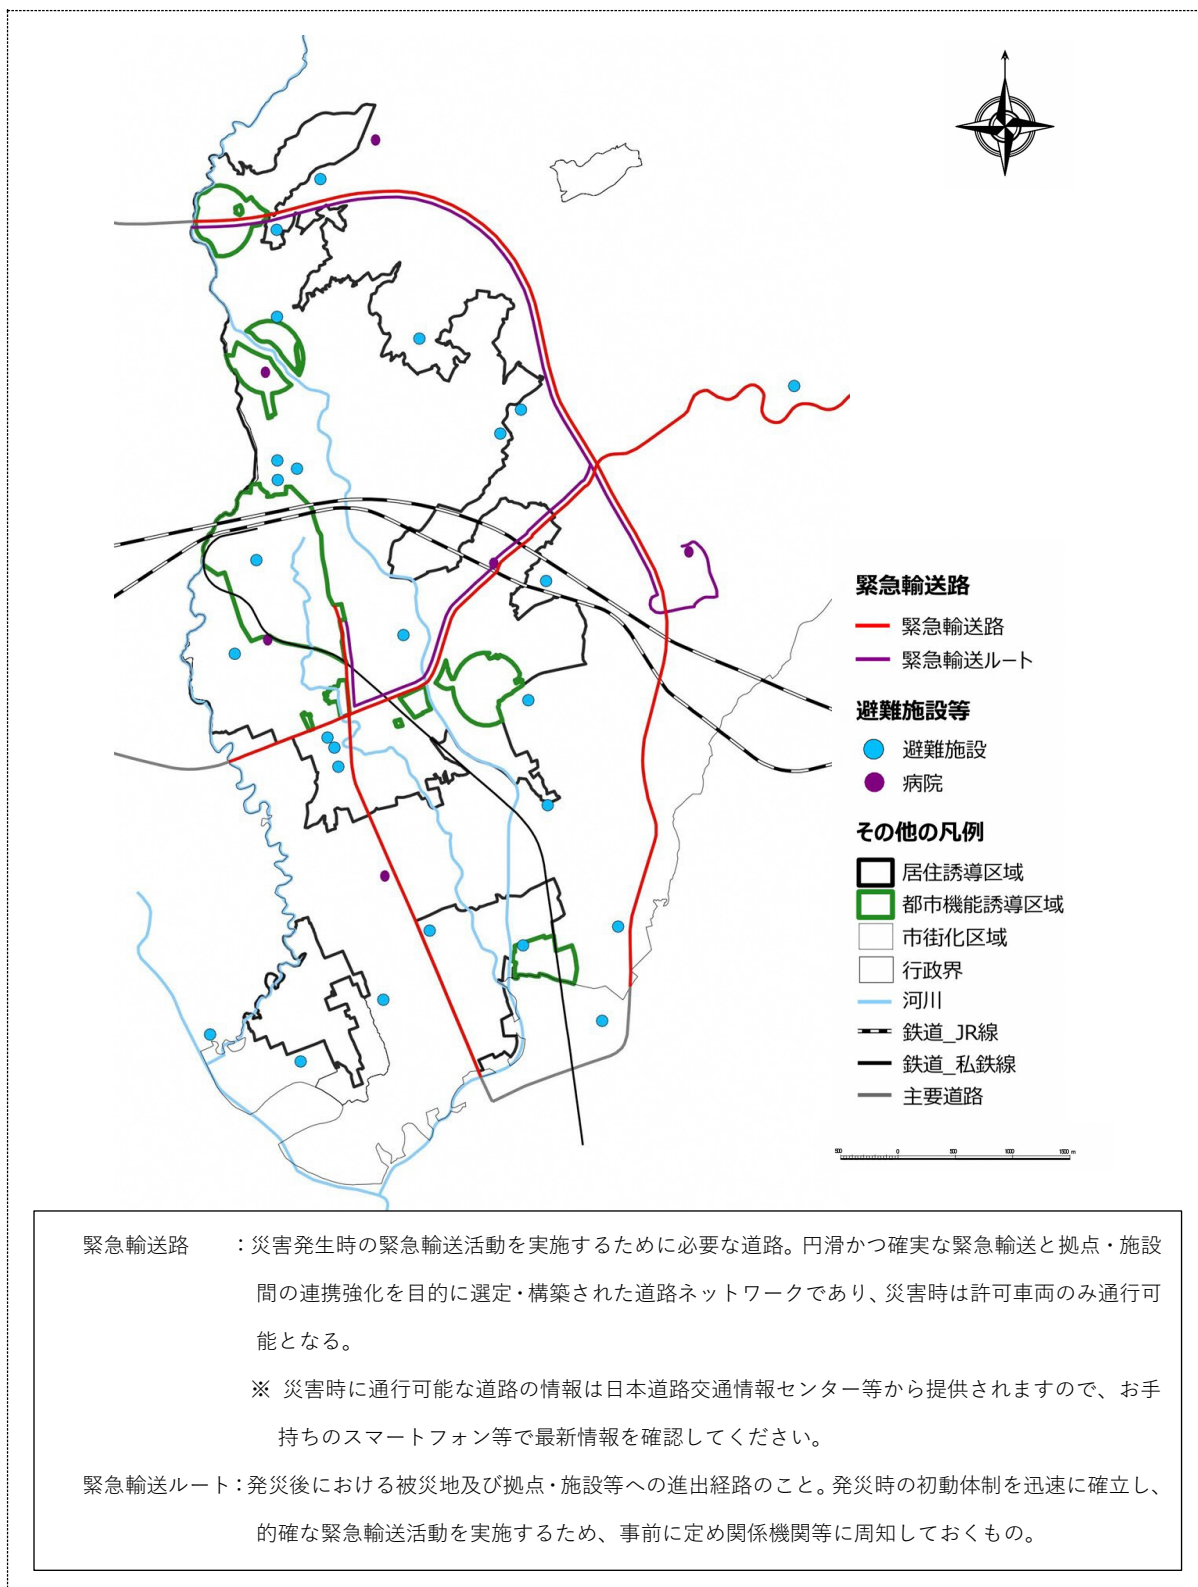 緊急輸送路
緊急輸送路
緊急輸送ルート
避難施設等
避難施設
病院
その他の凡例
居住誘導区域
都市機能誘導区域
市街化区域
行政界
河川
鉄道_JR線
鉄道_私鉄線
主要道路
500 0 500 1000 1500 m
緊急輸送路 ：災害発生時の緊急輸送活動を実施するために必要な道路。円滑かつ確実な緊急輸送と拠点・施設
間の連携強化を目的に選定・構築された道路ネットワークであり、災害時は許可車両のみ通行可
能となる。
※ 災害時に通行可能な道路の情報は日本道路交通情報センター等から提供されますので、お手
持ちのスマートフォン等で最新情報を確認してください。
緊急輸送ルート：発災後における被災地及び拠点・施設等への進出経路のこと。発災時の初動体制を迅速に確立し、
的確な緊急輸送活動を実施するため、事前に定め関係機関等に周知しておくもの。